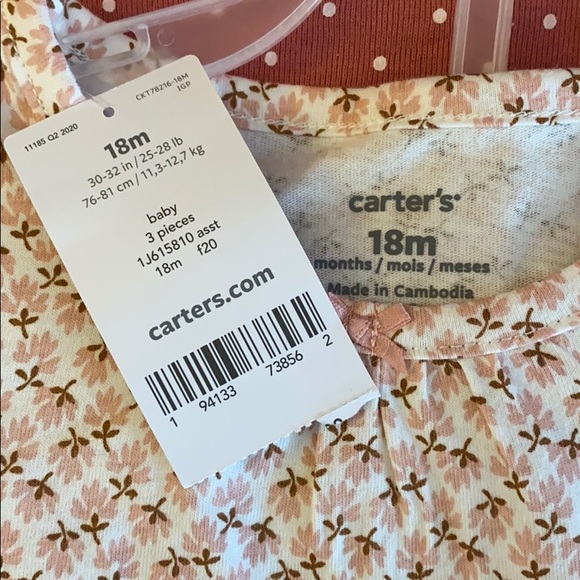 11185 Q2 2020
CKT78216-18M
IGP
18m
30-32 in / 25-28 lb
76-81 cm / 11,3-12,7 kg
baby
3 pieces
1J615810 asst
18m f20
carters.com
1 94133 73856 2
carter's
18m
months / mois / meses
Made in Cambodia